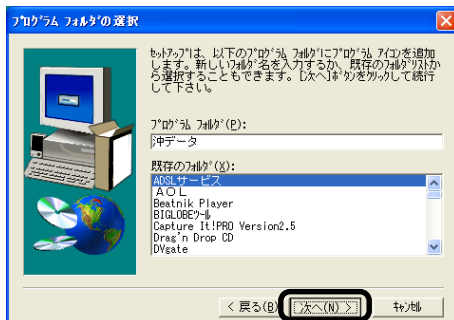 ﾌﾟﾛｸﾞﾗﾑ ﾌｫﾙﾀﾞの選択
ｾｯﾄｱｯﾌﾟは、以下のﾌﾟﾛｸﾞﾗﾑ ﾌｫﾙﾀﾞにﾌﾟﾛｸﾞﾗﾑ ｱｲｺﾝを追加
します。新しいﾌｫﾙﾀﾞ名を入力するか、既存のﾌｫﾙﾀﾞﾘｽﾄか
ら選択することもできます。[次へ]ﾎﾞﾀﾝをｸﾘｯｸして続行
して下さい。
ﾌﾟﾛｸﾞﾗﾑ ﾌｫﾙﾀﾞ(P):
沖データ
既存のﾌｫﾙﾀﾞ(X):
ADSLサービス
ＡＯＬ
Beatnik Player
BIGLOBEﾂｰﾙ
Capture It!PRO Version2.5
Drag'n Drop CD
DVgate
< 戻る(B) 次へ(N) > ｷｬﾝｾﾙ